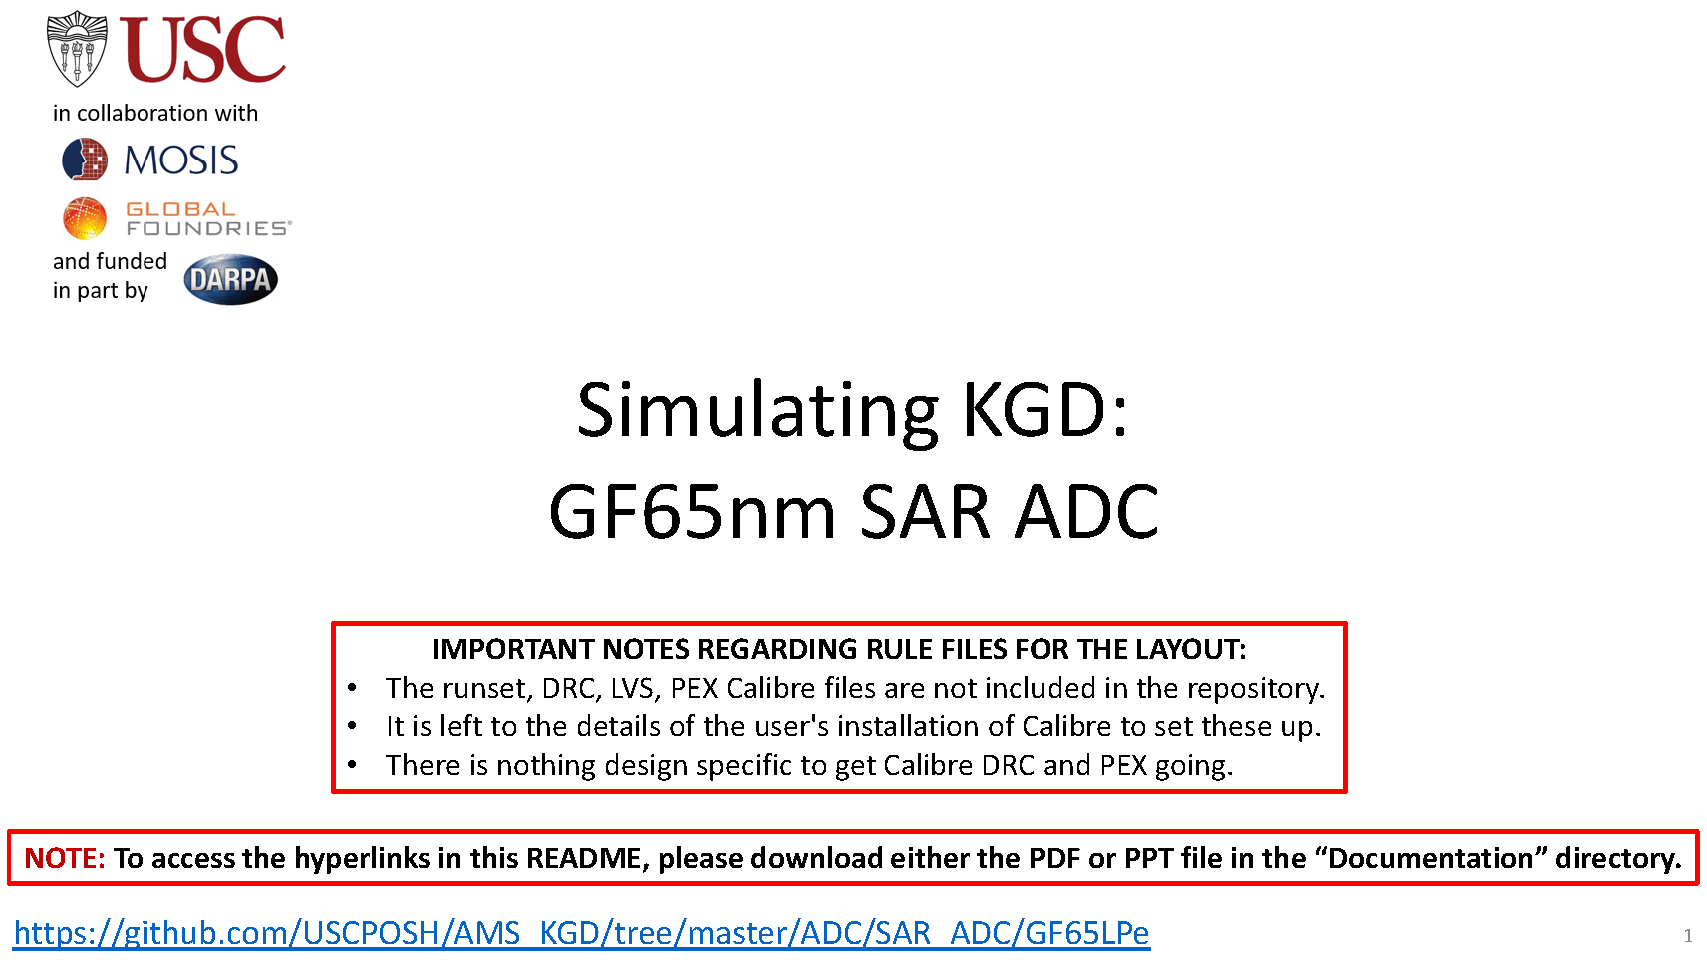 USC
in collaboration with
MOSIS
GLOBAL
FOUNDRIES®
and funded
in part by
DARPA
Simulating KGD:
GF65nm SAR ADC
IMPORTANT NOTES REGARDING RULE FILES FOR THE LAYOUT:
• The runset, DRC, LVS, PEX Calibre files are not included in the repository.
• It is left to the details of the user's installation of Calibre to set these up.
• There is nothing design specific to get Calibre DRC and PEX going.
NOTE: To access the hyperlinks in this README, please download either the PDF or PPT file in the “Documentation” directory.
https://github.com/USCPOSH/AMS_KGD/tree/master/ADC/SAR_ADC/GF65LPe
1